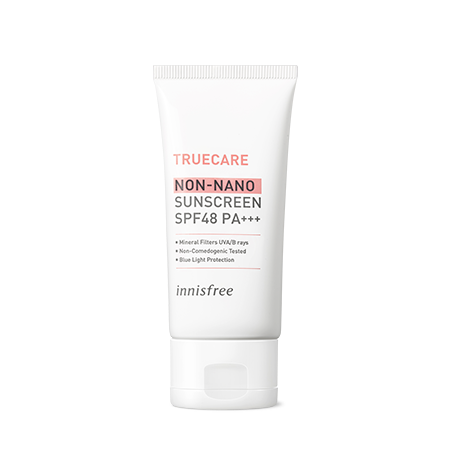 TRUECARE
NON-NANO
SUNSCREEN
SPF48 PA+++
• Mineral Filters UVA/B rays
• Non-Comedogenic Tested
• Blue Light Protection
innisfree